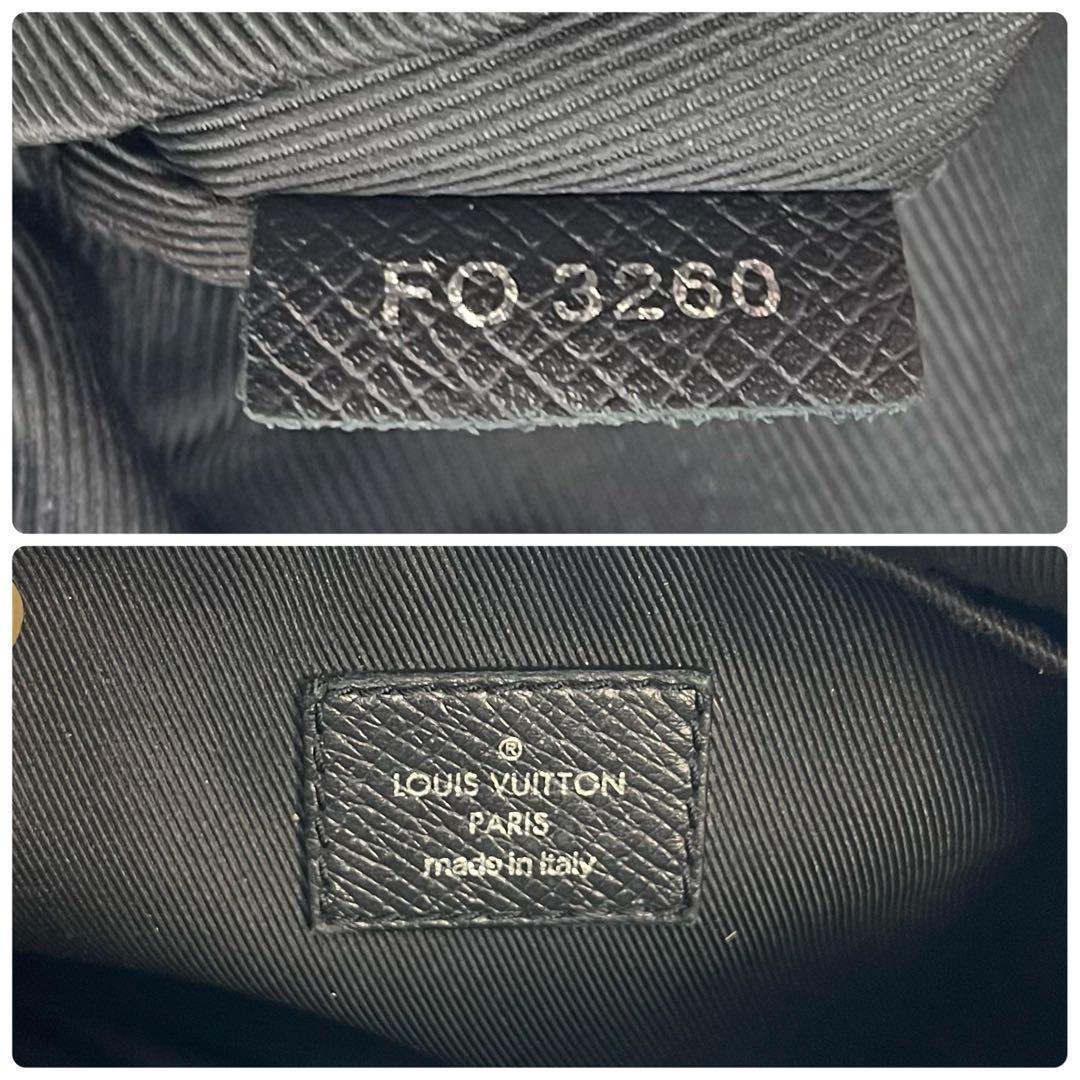 FO 3260
®
LOUIS VUITTON
PARIS
made in Italy